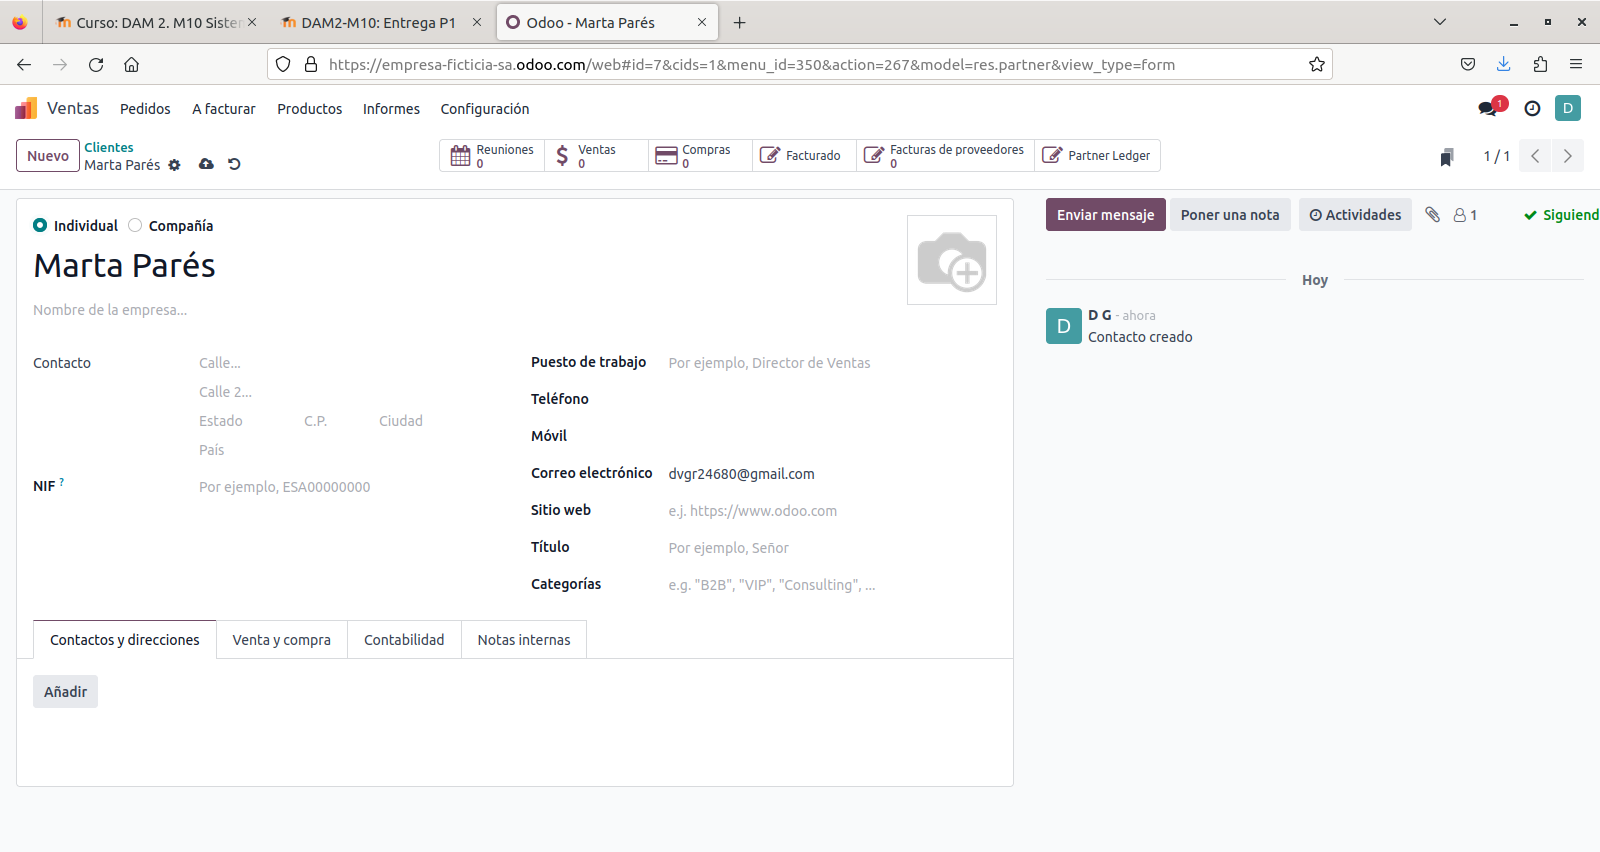 Curso: DAM 2. M10 Sister
DAM2-M10: Entrega P1
Odoo - Marta Parés
https://empresa-ficticia-sa.odoo.com/web#id=7&cids=1&menu_id=350&action=267&model=res.partner&view_type=form
Ventas Pedidos A facturar Productos Informes Configuración 1 D
Nuevo
Clientes
Marta Parés
Reuniones 0
Ventas 0
Compras 0
Facturado
Facturas de proveedores 0
Partner Ledger
1 / 1
Individual Compañía
Marta Parés
Nombre de la empresa...
Contacto
Calle...
Calle 2...
Estado C.P. Ciudad
País
NIF ? Por ejemplo, ESA00000000
Puesto de trabajo Por ejemplo, Director de Ventas
Teléfono
Móvil
Correo electrónico dvgr24680@gmail.com
Sitio web e.j. https://www.odoo.com
Título Por ejemplo, Señor
Categorías e.g. "B2B", "VIP", "Consulting", ...
Contactos y direcciones Venta y compra Contabilidad Notas internas
Añadir
Enviar mensaje Poner una nota Actividades 1 Siguiend
Hoy
D
D G - ahora
Contacto creado